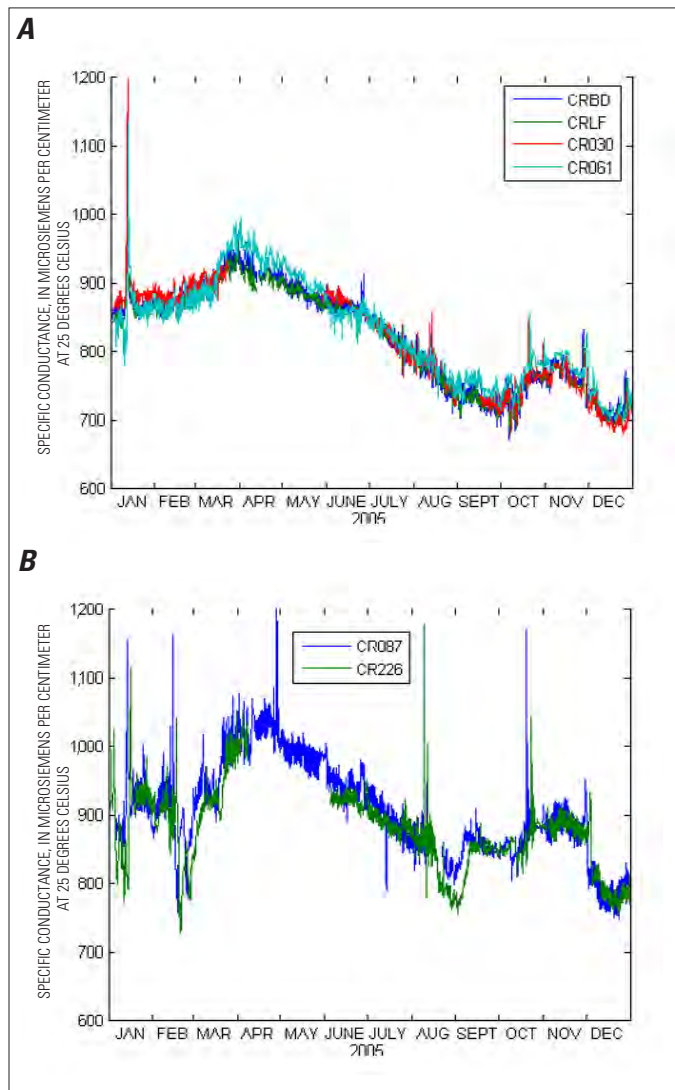 A
SPECIFIC CONDUCTANCE, IN MICROSIEMENS PER CENTIMETER
AT 25 DEGREES CELSIUS
1,200
1,000
900
800
700
600
CRBD
CRLF
CR030
CR061
JAN FEB MAR APR MAY JUNE JULY AUG SEPT OCT NOV DEC
2005
B
SPECIFIC CONDUCTANCE, IN MICROSIEMENS PER CENTIMETER
AT 25 DEGREES CELSIUS
1,200
1,100
1,000
900
800
700
600
CR087
CR226
JAN FEB MAR APR MAY JUNE JULY AUG SEPT OCT NOV DEC
2005